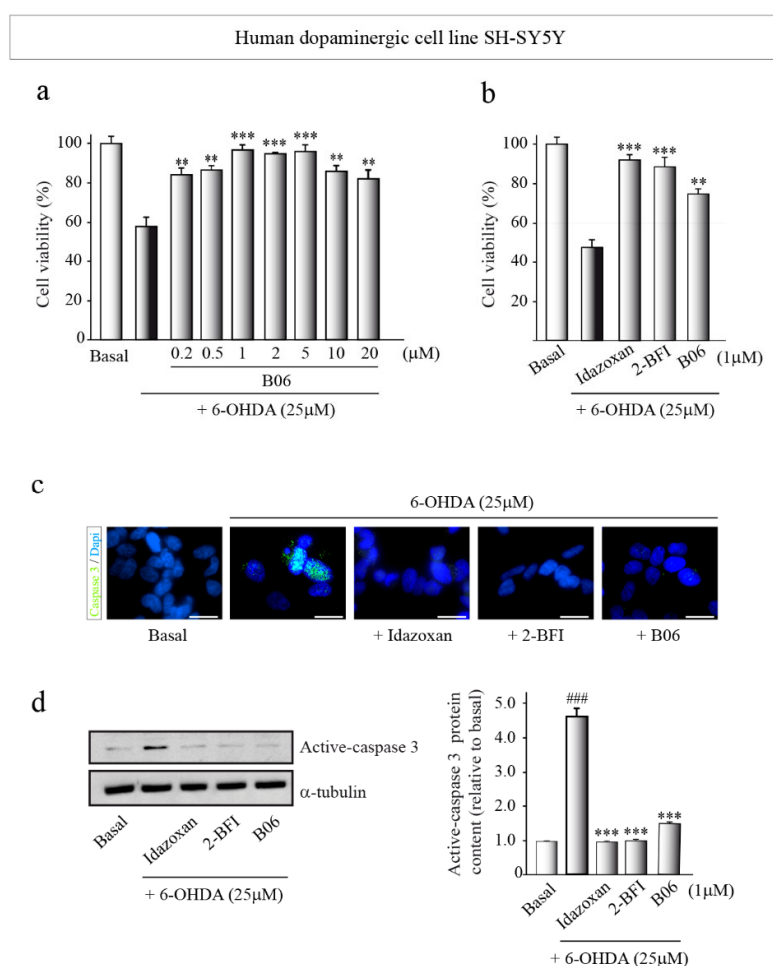 Human dopaminergic cell line SH-SY5Y
a
Cell viability (%)
100
80
60
40
20
0
** ** *** *** *** ** **
Basal
0.2 0.5 1 2 5 10 20 (μM)
B06
+ 6-OHDA (25μM)
b
Cell viability (%)
100
80
60
40
20
*** *** **
Basal Idazoxan 2-BFI B06 (1μM)
+ 6-OHDA (25μM)
c
6-OHDA (25μM)
Caspase 3 / Dapi
Basal + Idazoxan + 2-BFI + B06
d
Active-caspase 3
α-tubulin
Basal Idazoxan 2-BFI B06
+ 6-OHDA (25μM)
Active-caspase 3 protein
content (relative to basal)
5.0
4.0
3.0
2.0
1.0
0
###
*** *** ***
Basal Idazoxan 2-BFI B06 (1μM)
+ 6-OHDA (25μM)